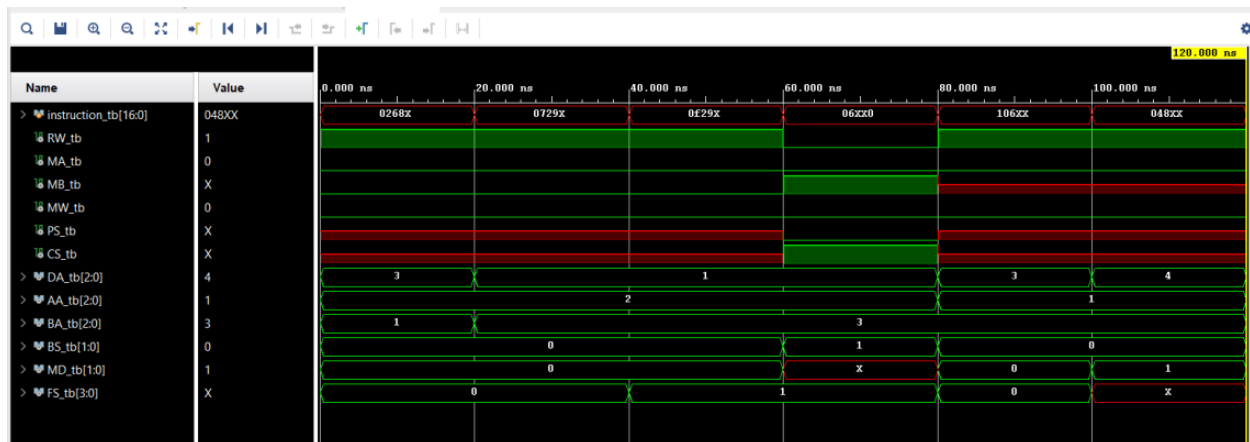 120.000 ns
Name Value 0.000 ns 20.000 ns 40.000 ns 60.000 ns 80.000 ns 100.000 ns
instruction_tb[16:0] 048XX 0268X 0729X 0f29X 06XX0 106XX 048XX
RW_tb 1
MA_tb 0
MB_tb X
MW_tb 0
PS_tb X
CS_tb X
DA_tb[2:0] 4 3 1 3 4
AA_tb[2:0] 1 2 1
BA_tb[2:0] 3 1 3
BS_tb[1:0] 0 0 1 0
MD_tb[1:0] 1 0 X 0 1
FS_tb[3:0] X 0 1 0 X